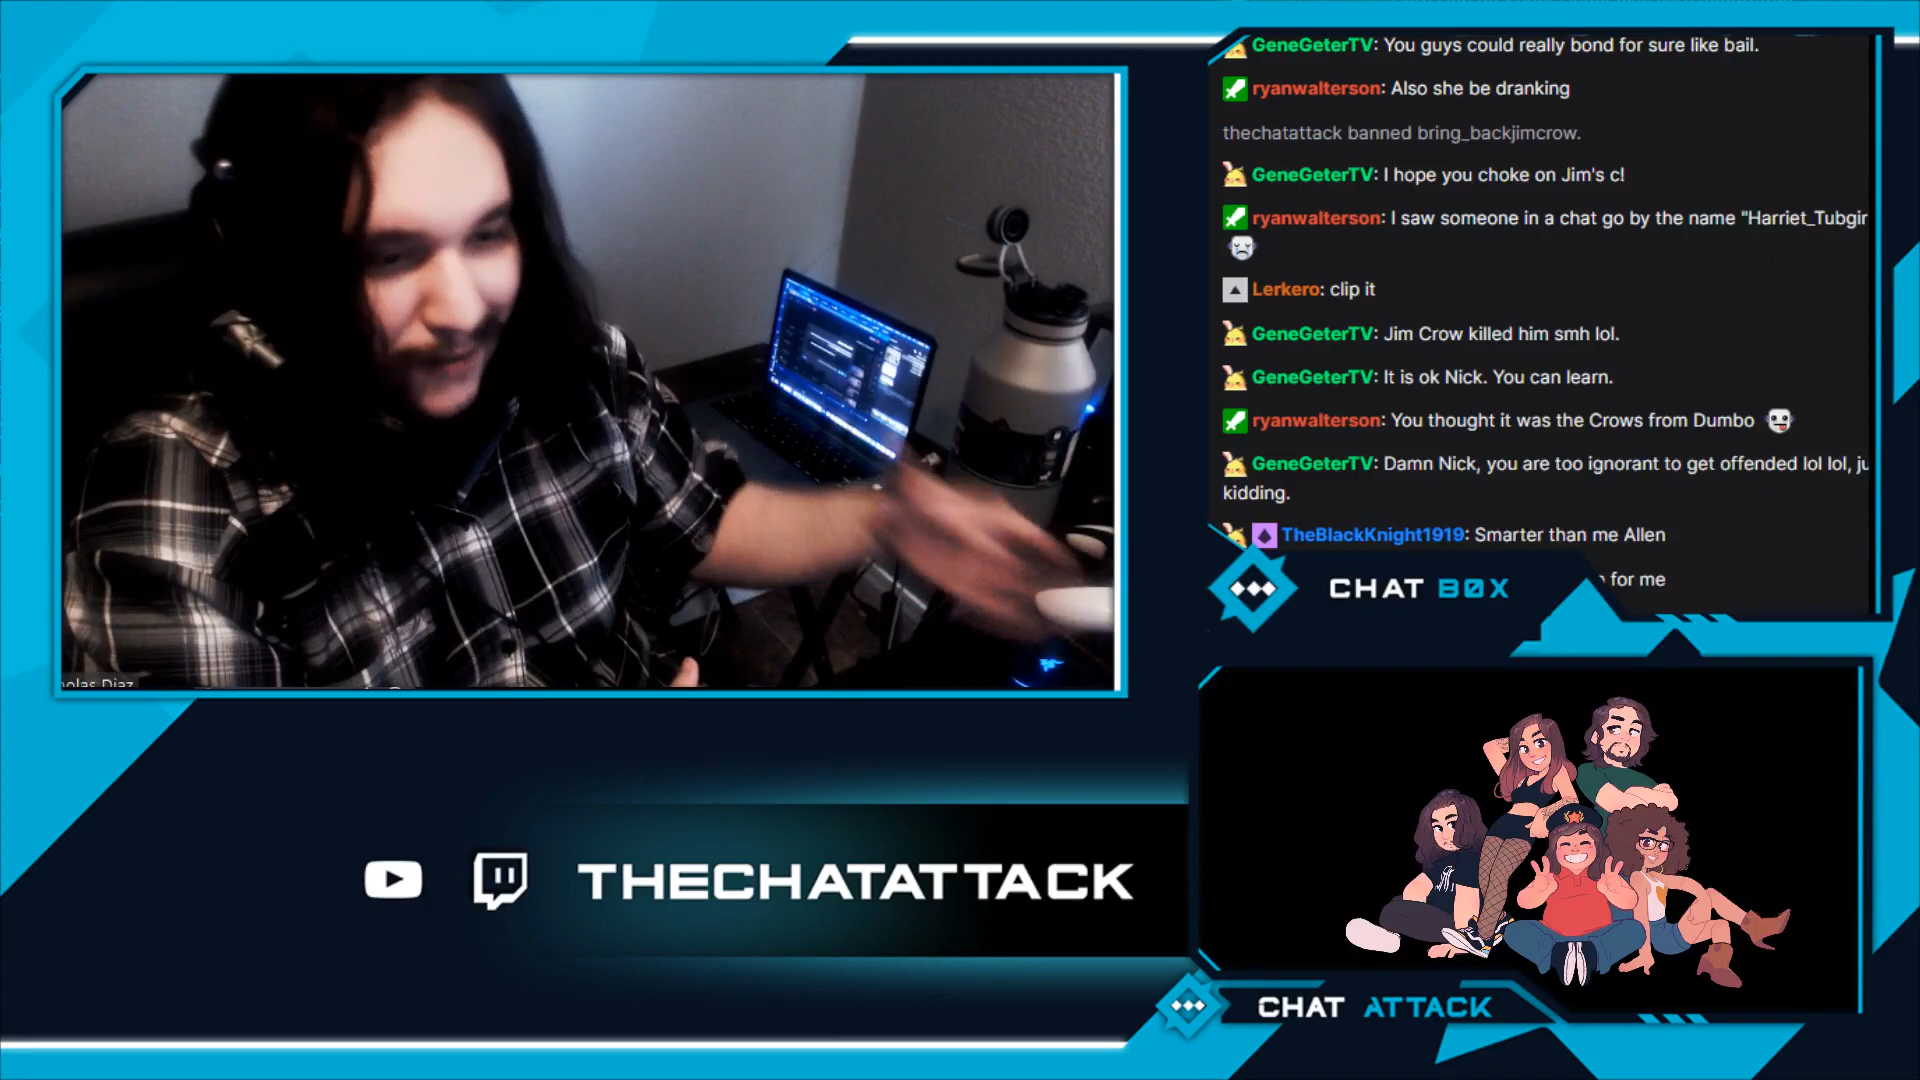 GeneGeterTV: You guys could really bond for sure like bail.
ryanwalterson: Also she be dranking
thechatattack banned bring_backjimcrow.
GeneGeterTV: I hope you choke on Jim's c!
ryanwalterson: I saw someone in a chat go by the name "Harriet_Tubgir
Lerkero: clip it
GeneGeterTV: Jim Crow killed him smh lol.
GeneGeterTV: It is ok Nick. You can learn.
ryanwalterson: You thought it was the Crows from Dumbo
GeneGeterTV: Damn Nick, you are too ignorant to get offended lol lol, ju
kidding.
TheBlackKnight1919: Smarter than me Allen
for me
CHAT BOX
olas Diaz
THECHATATTACK
CHAT ATTACK